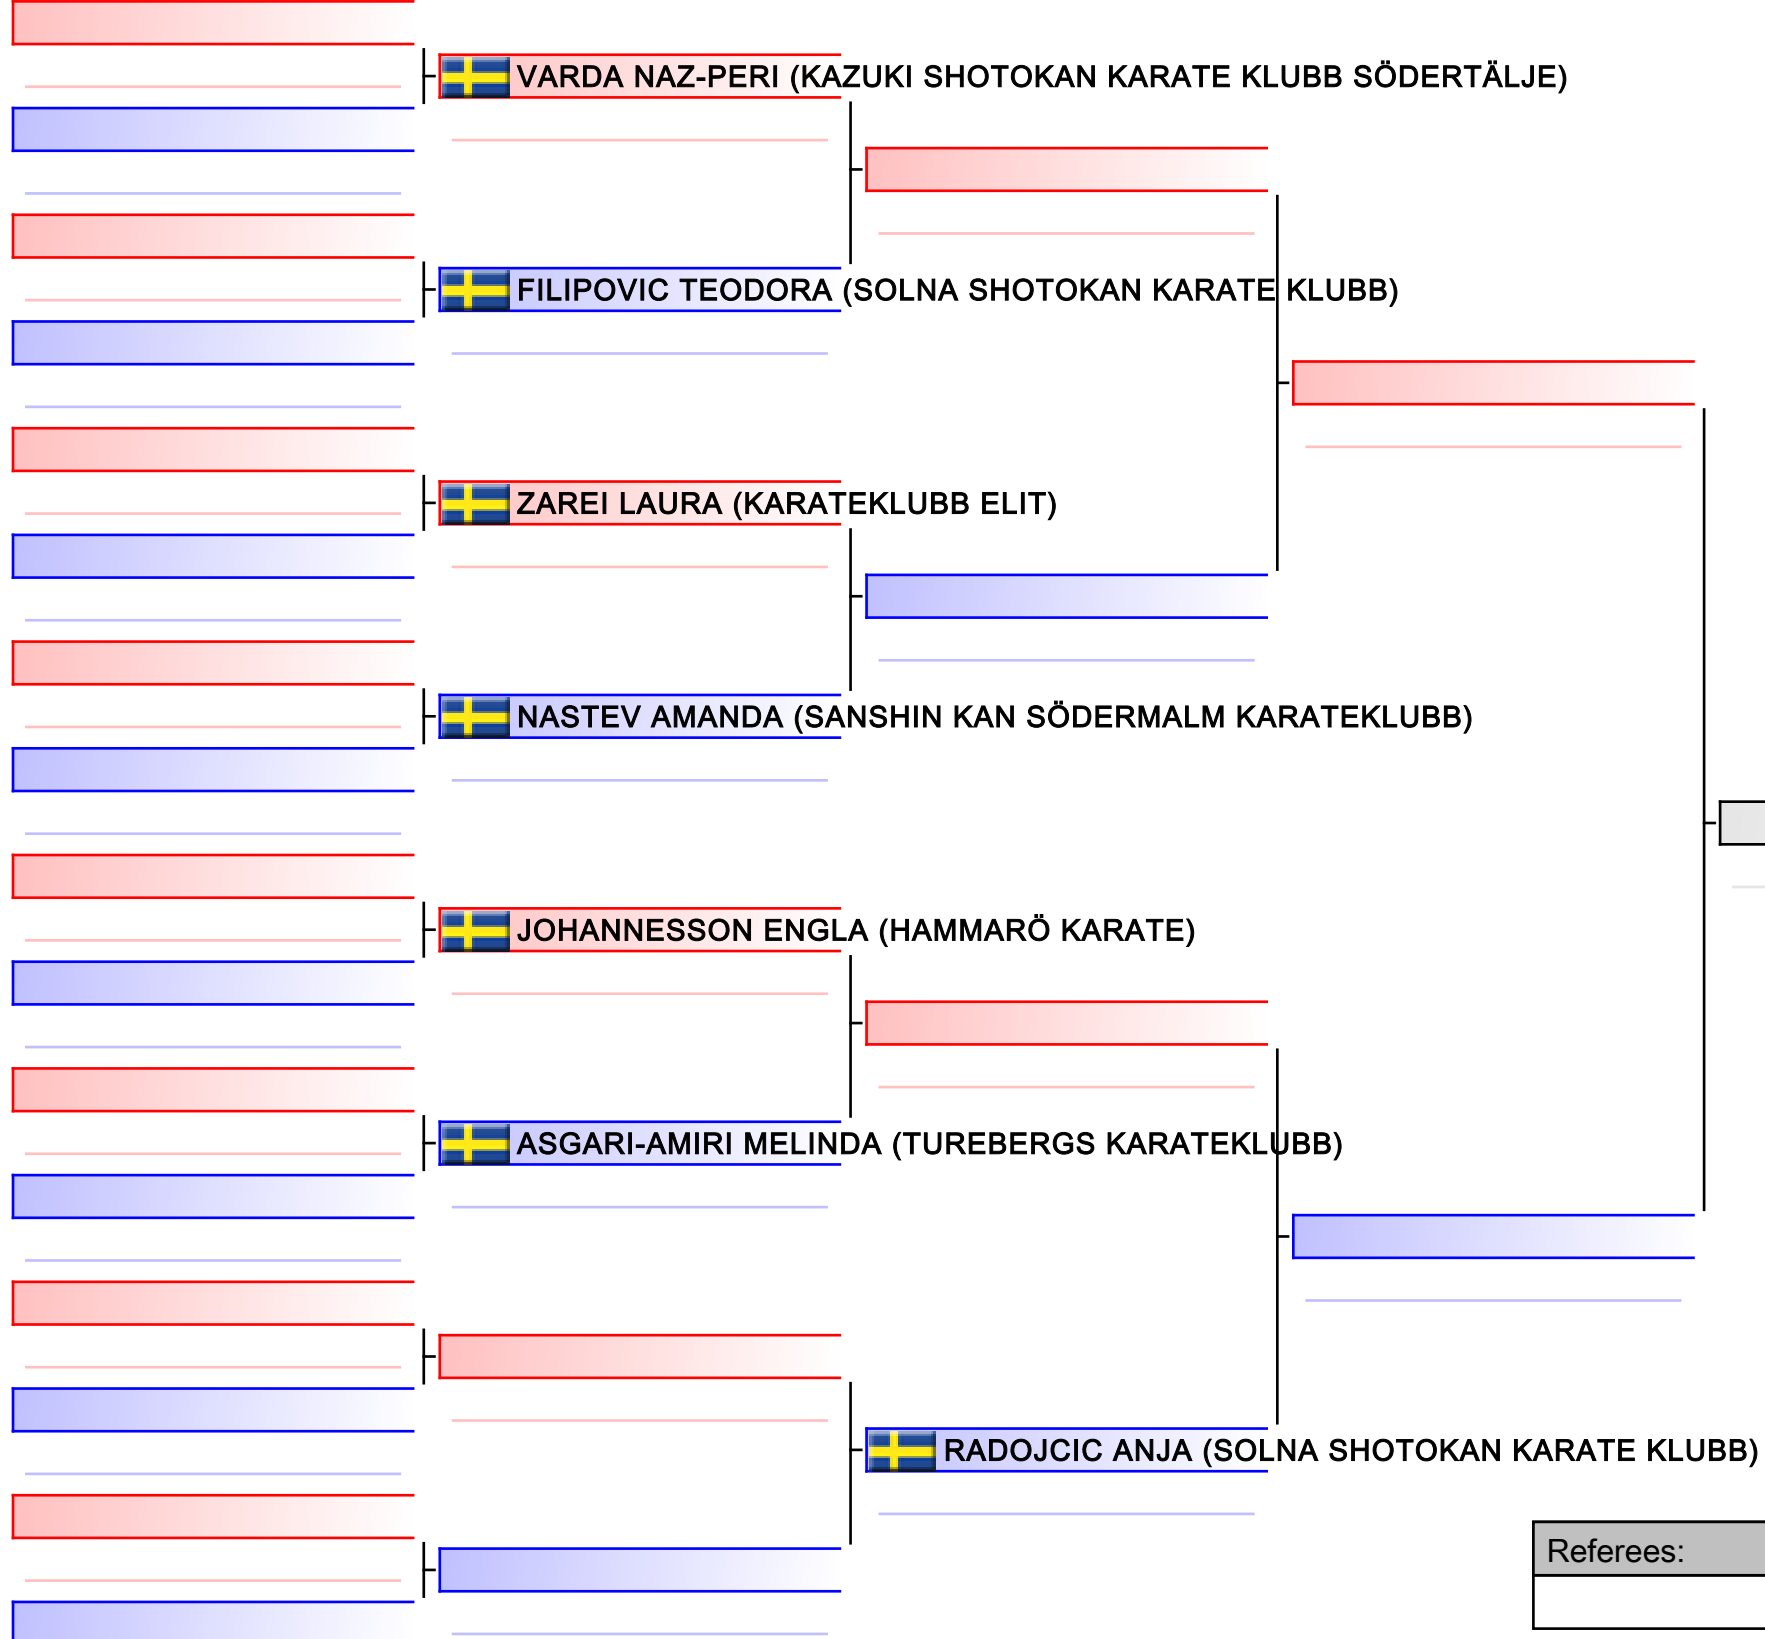 VARDA NAZ-PERI (KAZUKI SHOTOKAN KARATE KLUBB SÖDERTÄLJE)
FILIPOVIC TEODORA (SOLNA SHOTOKAN KARATE KLUBB)
ZAREI LAURA (KARATEKLUBB ELIT)
NASTEV AMANDA (SANSHIN KAN SÖDERMALM KARATEKLUBB)
JOHANNESSON ENGLA (HAMMARÖ KARATE)
ASGARI-AMIRI MELINDA (TUREBERGS KARATEKLUBB)
RADOJCIC ANJA (SOLNA SHOTOKAN KARATE KLUBB)
Referees: